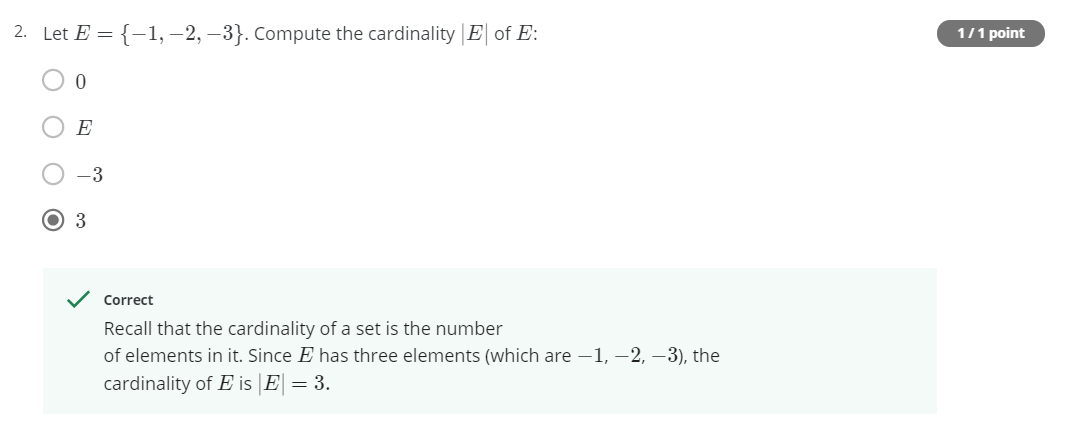 2. Let E = {−1, −2, −3}. Compute the cardinality |E| of E:
1 / 1 point
0
E
−3
3
Correct
Recall that the cardinality of a set is the number
of elements in it. Since E has three elements (which are −1, −2, −3), the
cardinality of E is |E| = 3.